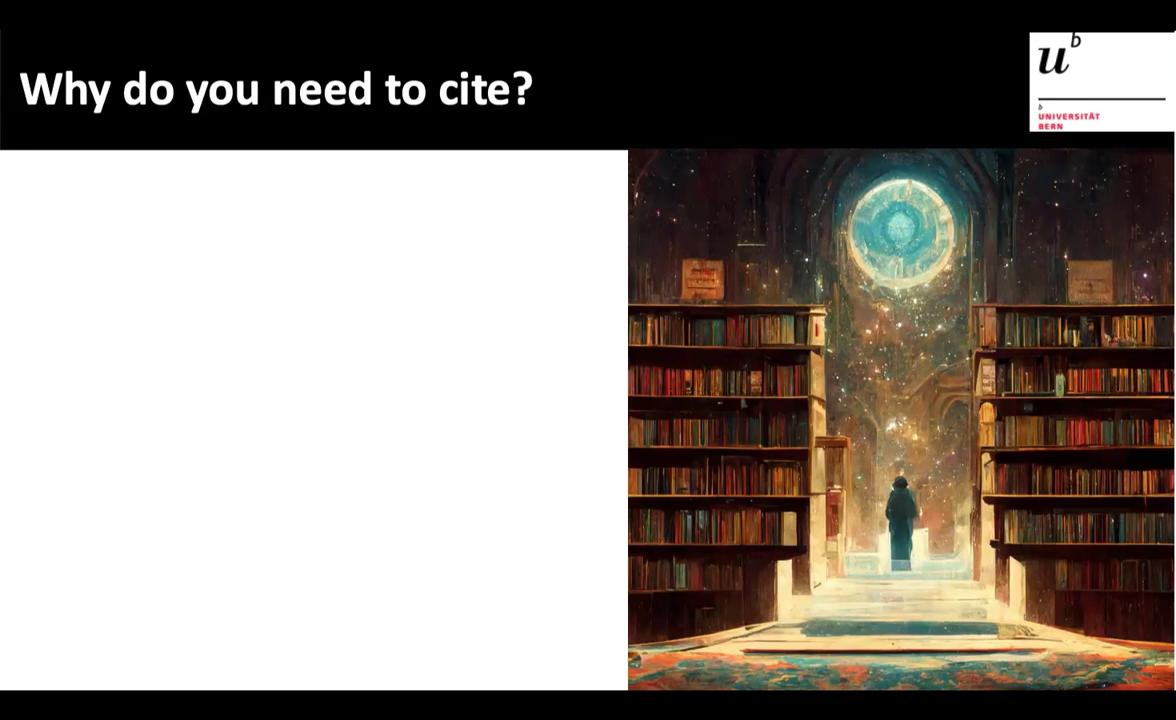 Why do you need to cite?
u
b
b
UNIVERSITÄT
BERN